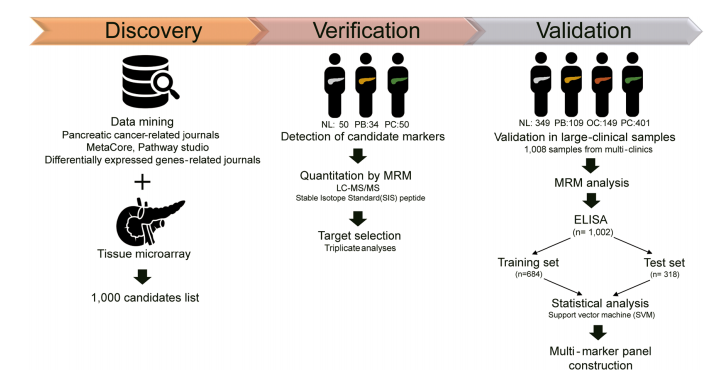 Discovery
Data mining
Pancreatic cancer-related journals
MetaCore, Pathway studio
Differentially expressed genes-related journals
+
Tissue microarray
1,000 candidates list
Verification
NL: 50 PB:34 PC:50
Detection of candidate markers
Quantitation by MRM
LC-MS/MS
Stable Isotope Standard(SIS) peptide
Target selection
Triplicate analyses
Validation
NL: 349 PB:109 OC:149 PC:401
Validation in large-clinical samples
1,008 samples from multi-clinics
MRM analysis
ELISA
(n= 1,002)
Training set
(n=684)
Test set
(n= 318)
Statistical analysis
Support vector machine (SVM)
Multi-marker panel
construction